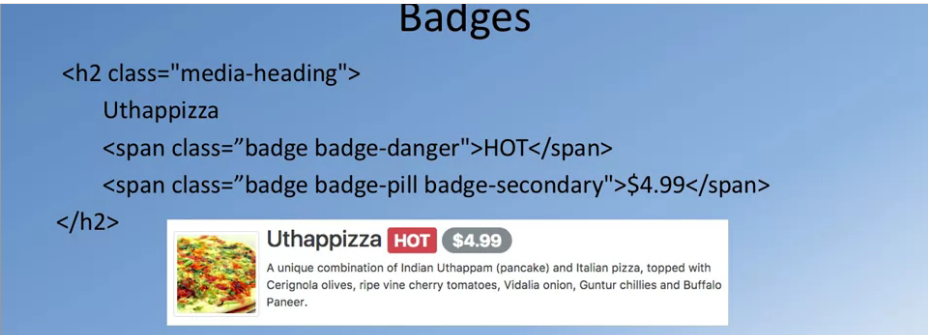 Badges
<h2 class="media-heading">
Uthappizza
<span class=”badge badge-danger">HOT</span>
<span class=”badge badge-pill badge-secondary">$4.99</span>
</h2>
Uthappizza HOT $4.99
A unique combination of Indian Uthappam (pancake) and Italian pizza, topped with
Cerignola olives, ripe vine cherry tomatoes, Vidalia onion, Guntur chillies and Buffalo
Paneer.